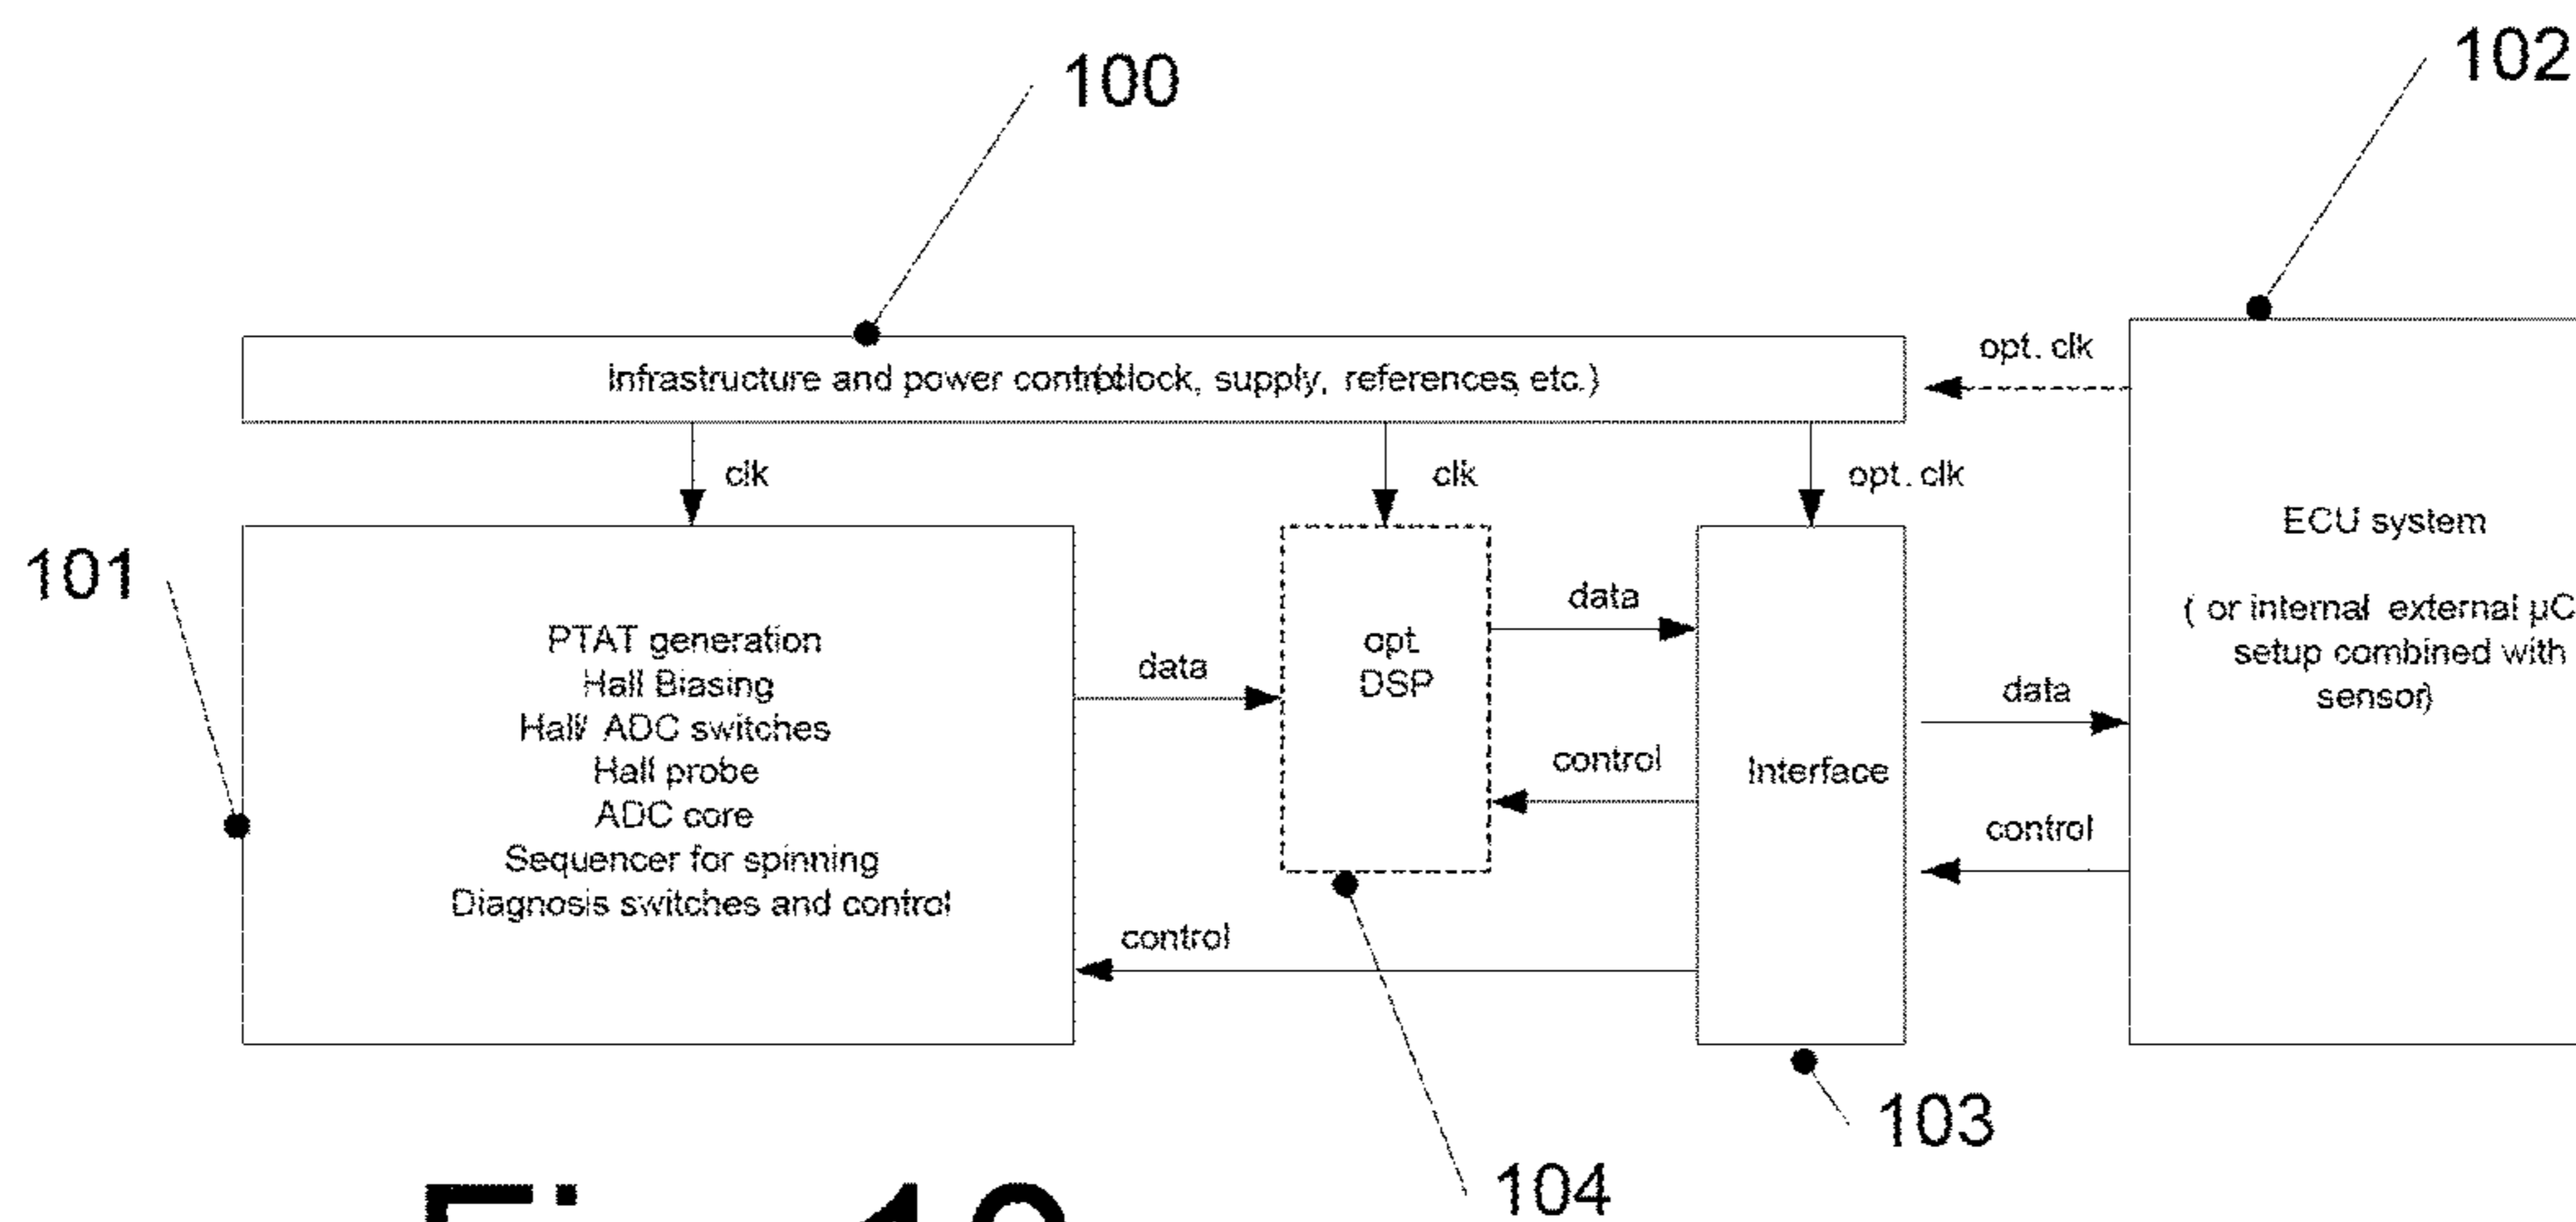 100
102
Infrastructure and power control (clock, supply, references, etc.)
opt. clk
clk
clk
opt. clk
101
PTAT generation
Hall Biasing
Hall/ ADC switches
Hall probe
ADC core
Sequencer for spinning
Diagnosis switches and control
data
opt.
DSP
data
control
control
Interface
data
control
ECU system
( or internal external µC
setup combined with
sensor)
103
104